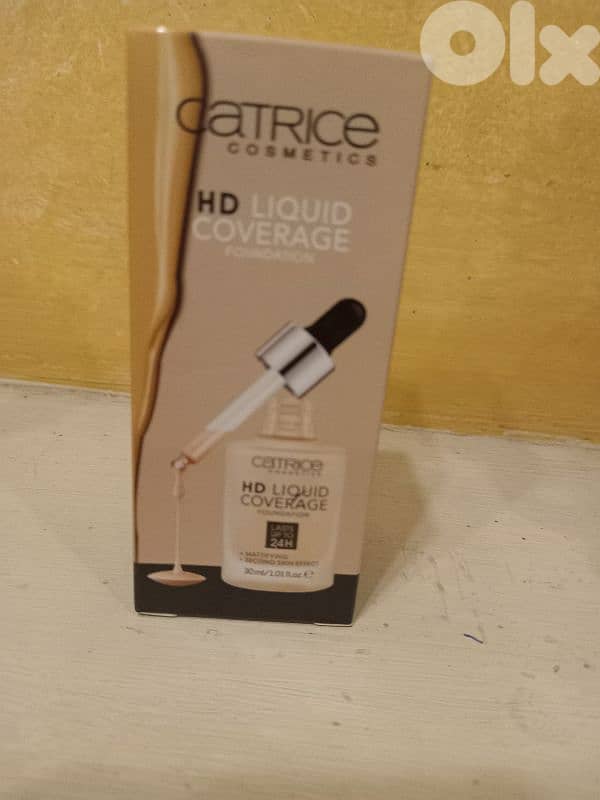 Olx
CATRICE
COSMETICS
HD LIQUID
COVERAGE
FOUNDATION
CATRICE
COSMETICS
HD LIQUID
COVERAGE
FOUNDATION
LASTS
UP TO
24H
+ MATTIFYING
+ SECOND SKIN EFFECT
30ml/1.01 fl.oz. e